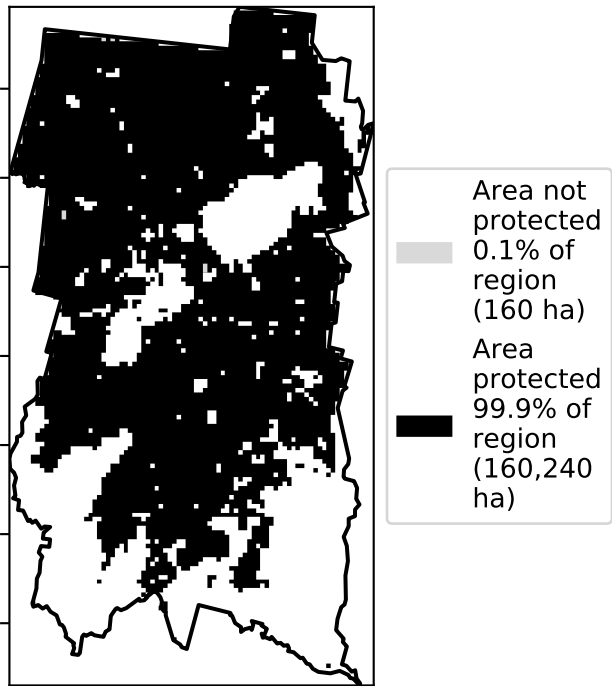 Area not
protected
0.1% of
region
(160 ha)
Area
protected
99.9% of
region
(160,240
ha)